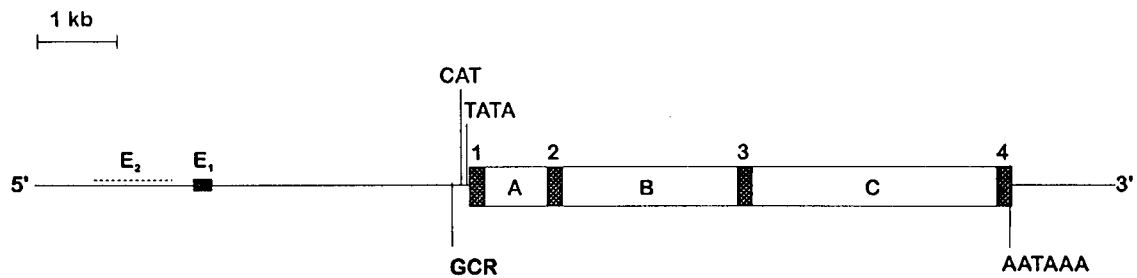 1 kb
CAT
TATA
E₂ E₁ 1 2 3 4
5' A B C 3'
GCR AATAAA